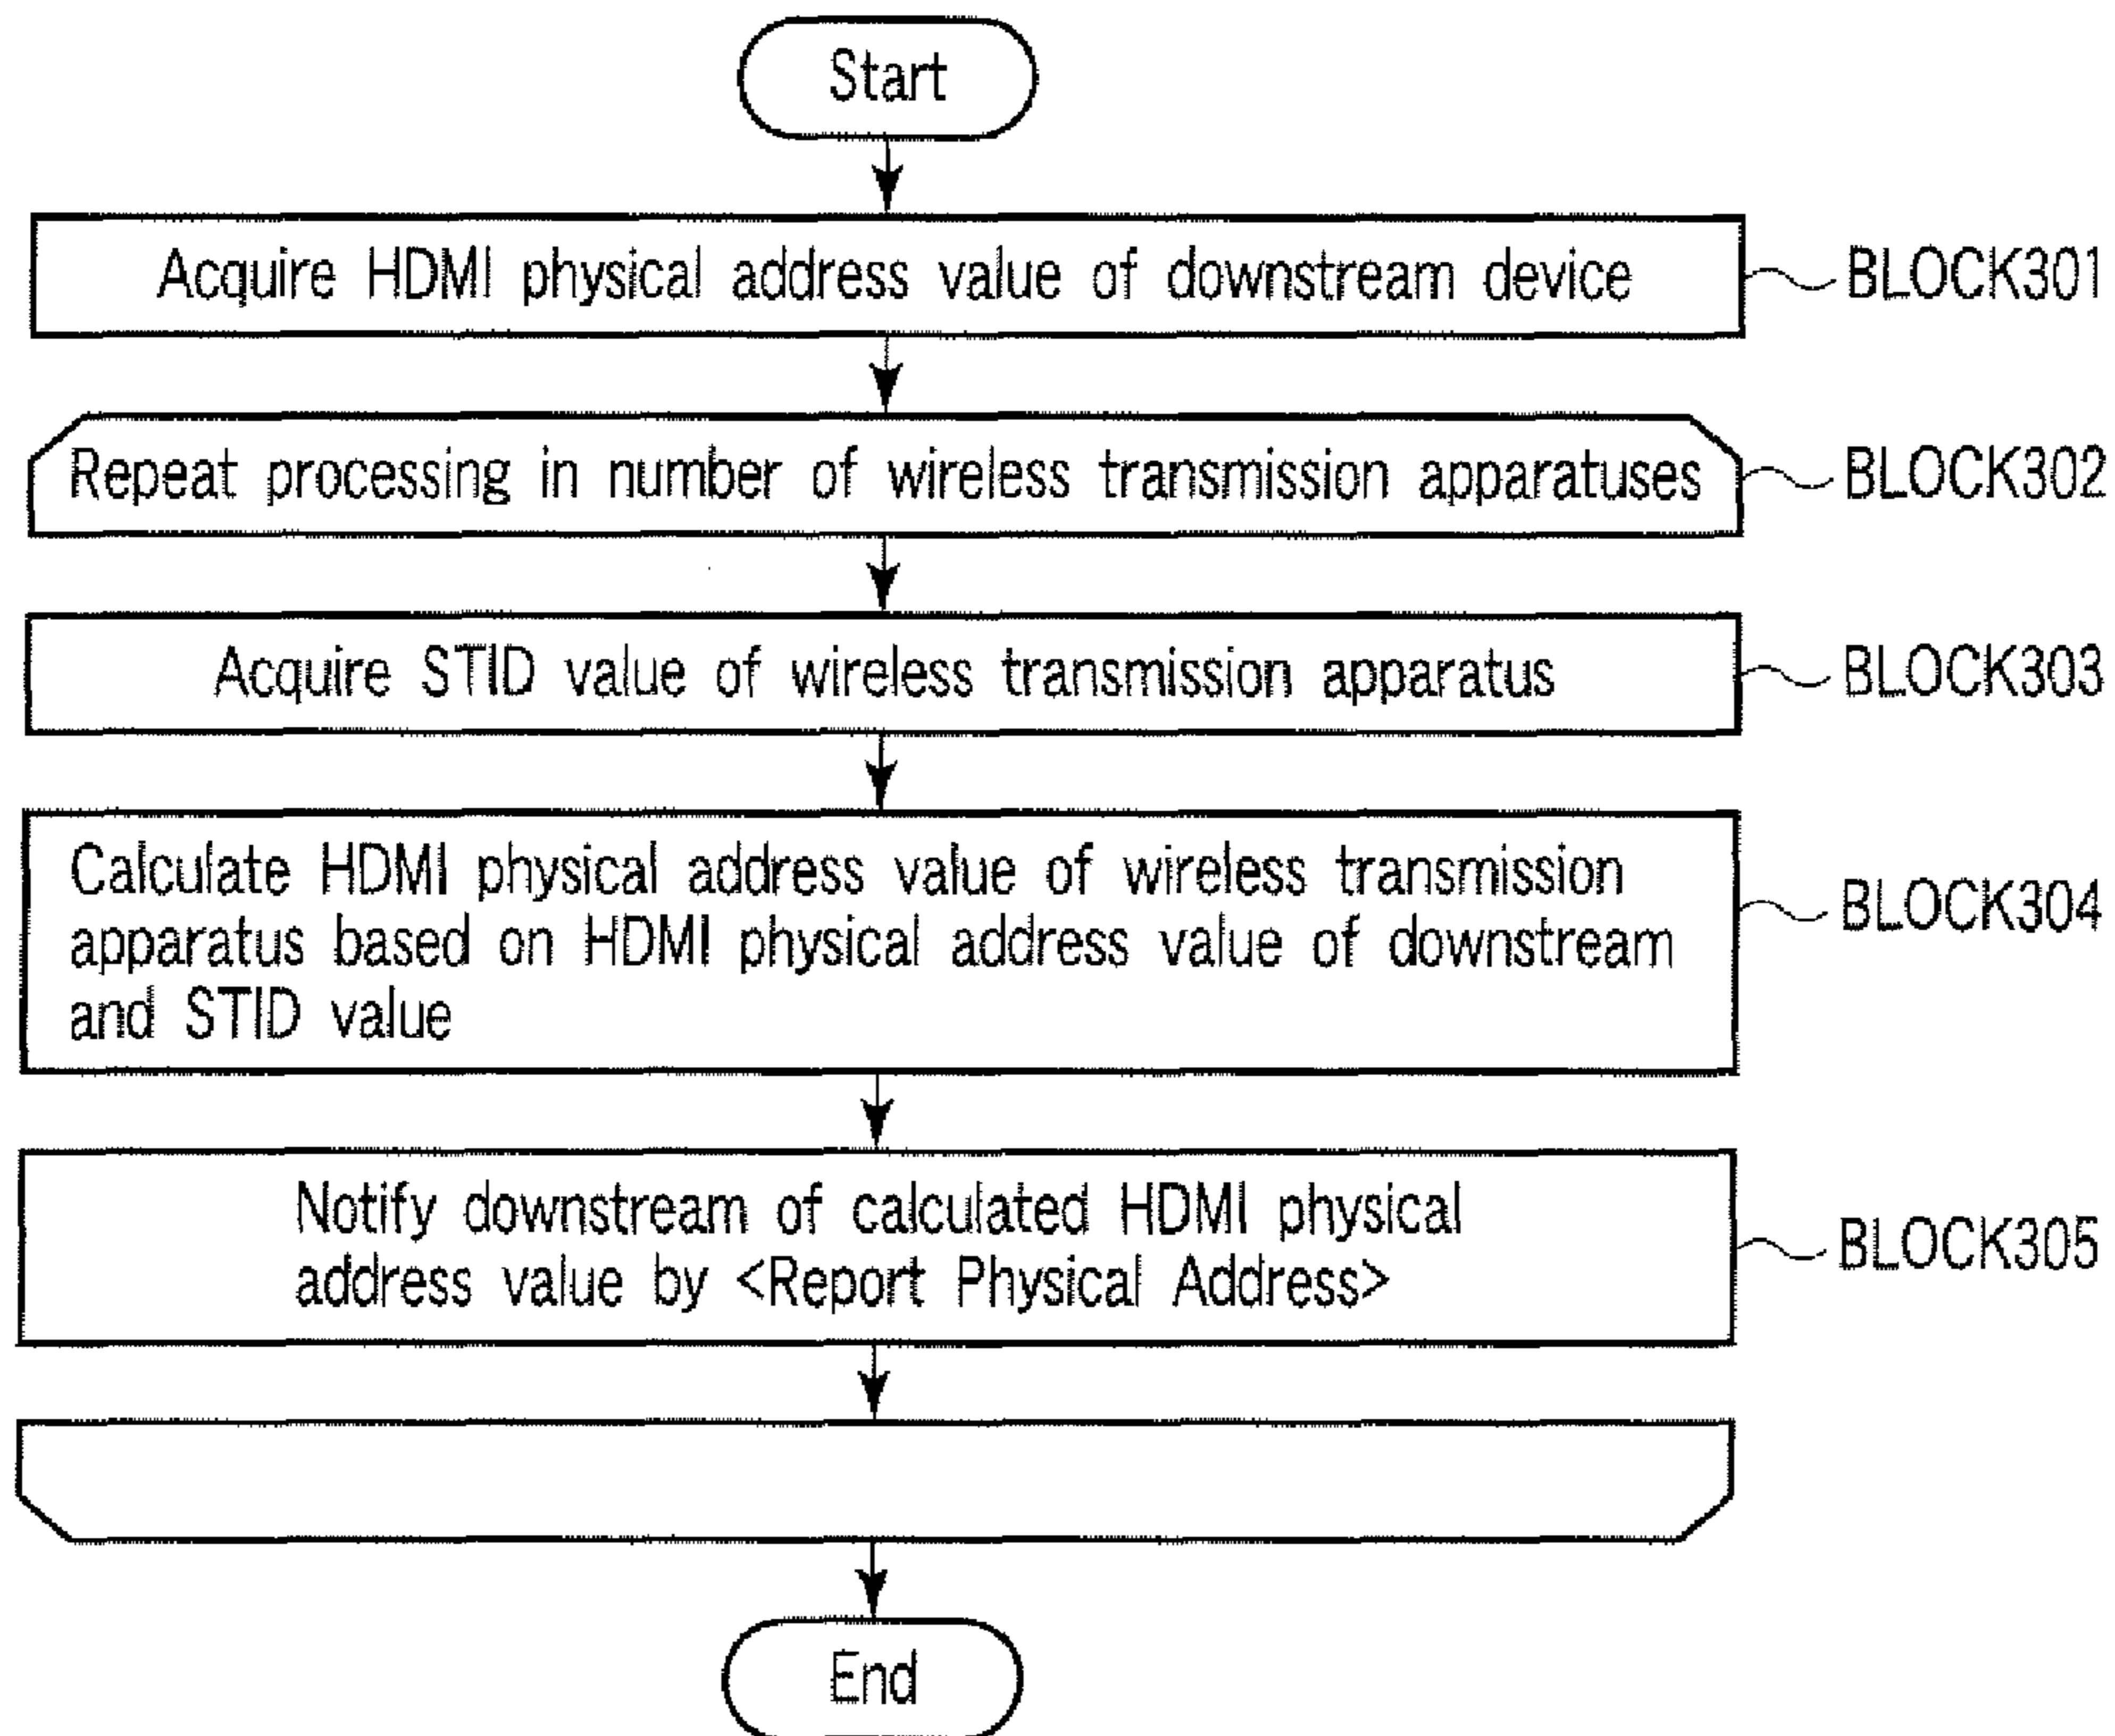 Start
Acquire HDMI physical address value of downstream device
BLOCK301
Repeat processing in number of wireless transmission apparatuses
BLOCK302
Acquire STID value of wireless transmission apparatus
BLOCK303
Calculate HDMI physical address value of wireless transmission
apparatus based on HDMI physical address value of downstream
and STID value
BLOCK304
Notify downstream of calculated HDMI physical
address value by <Report Physical Address>
BLOCK305
End